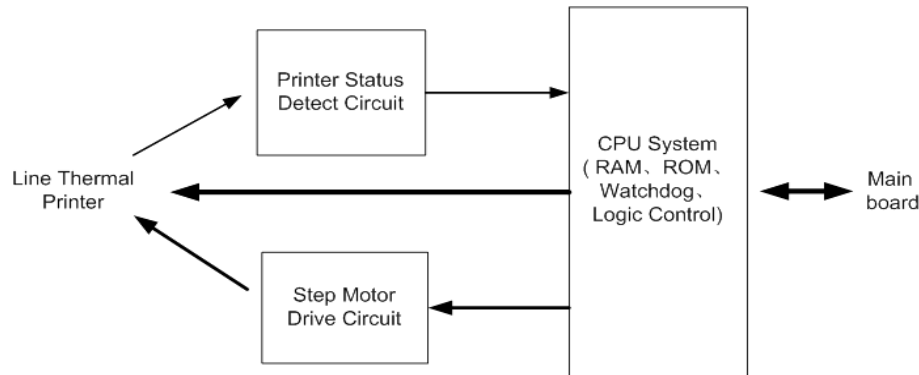 Printer Status
Detect Circuit
Line Thermal
Printer
CPU System
( RAM、ROM、
Watchdog、
Logic Control)
Main
board
Step Motor
Drive Circuit